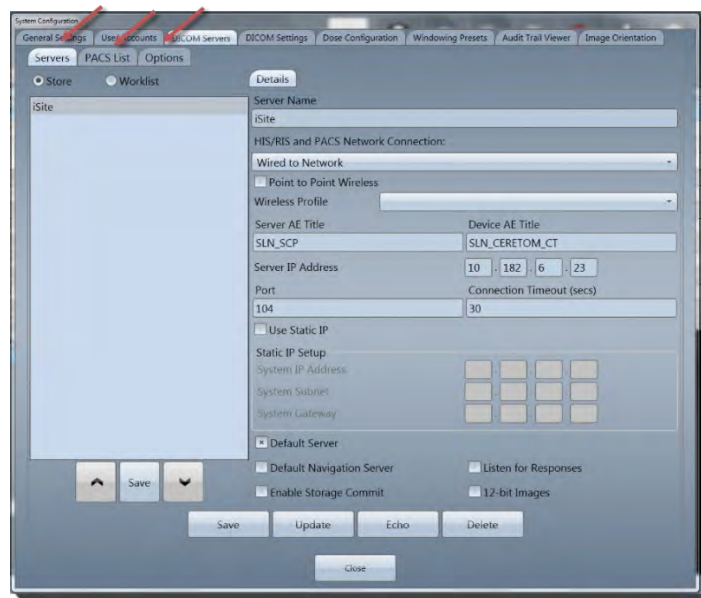 System Configuration
General Settings User Accounts DICOM Servers DICOM Settings Dose Configuration Windowing Presets Audit Trail Viewer Image Orientation
Servers PACS List Options
Store Worklist Details
iSite
Server Name
iSite
HIS/RIS and PACS Network Connection:
Wired to Network
Point to Point Wireless
Wireless Profile
Server AE Title Device AE Title
SLN_SCP SLN_CERETOM_CT
Server IP Address 10 . 182 . 6 . 23
Port Connection Timeout (secs)
104 30
Use Static IP
Static IP Setup
System IP Address
System Subnet
System Gateway
Default Server
Default Navigation Server Listen for Responses
Enable Storage Commit 12-bit Images
Save
Save Update Echo Delete
Close